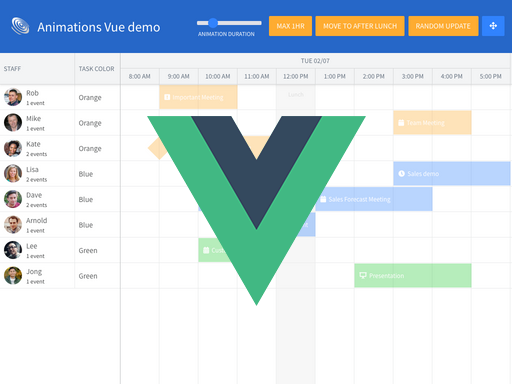 Animations Vue demo
ANIMATION DURATION
MAX 1HR
MOVE TO AFTER LUNCH
RANDOM UPDATE
STAFF
TASK COLOR
TUE 02/07
8:00 AM 9:00 AM 10:00 AM 11:00 AM 12:00 PM 1:00 PM 2:00 PM 3:00 PM 4:00 PM 5:00 PM
Rob
1 event
Orange
Important Meeting
Lunch
Mike
1 event
Orange
Team Meeting
Kate
2 events
Orange
Lisa
2 events
Blue
Sales demo
Dave
2 events
Blue
Sales Forecast Meeting
Arnold
1 event
Blue
Lee
1 event
Green
Jong
1 event
Green
Presentation